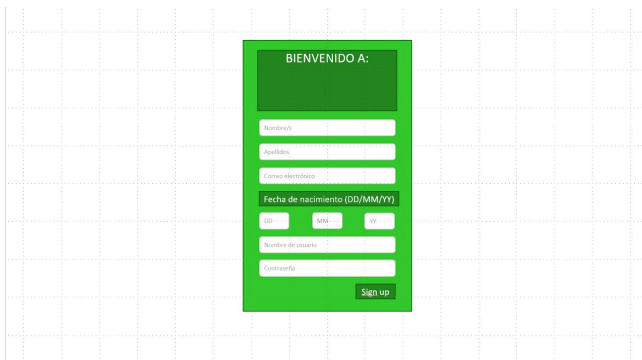 BIENVENIDO A:
Nombre/s
Apellidos
Correo electrónico
Fecha de nacimiento (DD/MM/YY)
DD MM YY
Nombre de usuario
Contraseña
Sign up